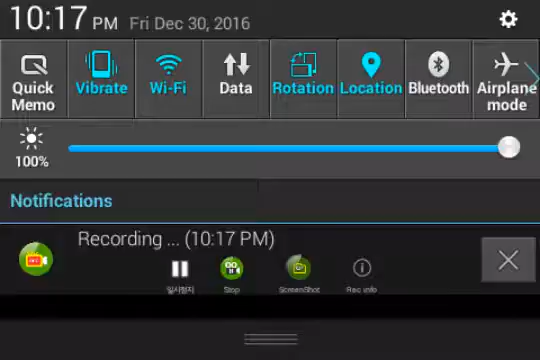 10:17 PM Fri Dec 30, 2016
Quick Memo
Vibrate
Wi-Fi
Data
Rotation
Location
Bluetooth
Airplane mode
100%
Notifications
Recording ... (10:17 PM)
일시정지
Stop
ScreenShot
Rec info